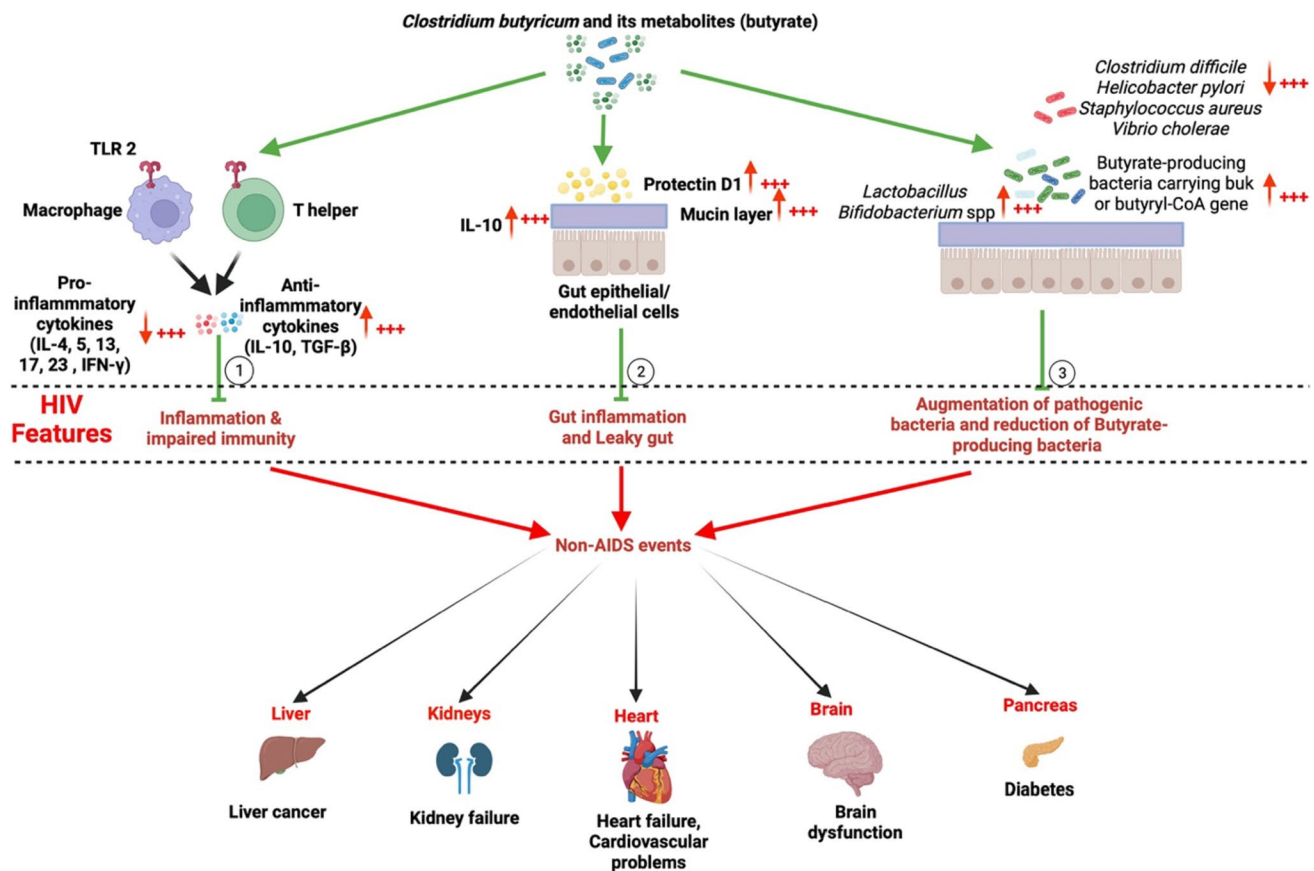 Clostridium butyricum and its metabolites (butyrate)
TLR 2
Macrophage
T helper
Pro-
inflammmatory
cytokines
(IL-4, 5, 13,
17, 23 , IFN-γ)
+++
Anti-
inflammmatory
cytokines
(IL-10, TGF-β)
+++
1
IL-10
+++
Protectin D1
+++
Mucin layer
+++
Gut epithelial/
endothelial cells
2
Clostridium difficile
Helicobacter pylori
Staphylococcus aureus
Vibrio cholerae
+++
Butyrate-producing
bacteria carrying buk
or butyryl-CoA gene
+++
Lactobacillus
Bifidobacterium spp
+++
3
HIV
Features
Inflammation &
impaired immunity
Gut inflammation
and Leaky gut
Augmentation of pathogenic
bacteria and reduction of Butyrate-
producing bacteria
Non-AIDS events
Liver
Liver cancer
Kidneys
Kidney failure
Heart
Heart failure,
Cardiovascular
problems
Brain
Brain
dysfunction
Pancreas
Diabetes